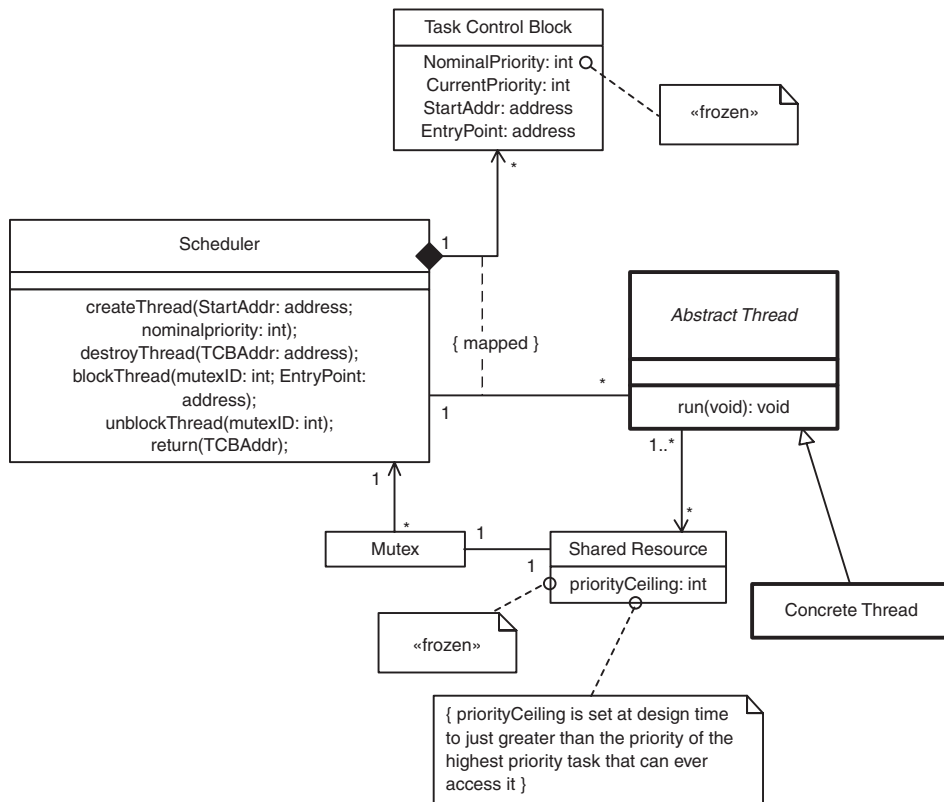 Task Control Block
NominalPriority: int
CurrentPriority: int
StartAddr: address
EntryPoint: address
«frozen»
*
Scheduler
1
createThread(StartAddr: address;
nominalpriority: int);
destroyThread(TCBAddr: address);
blockThread(mutexID: int; EntryPoint:
address);
unblockThread(mutexID: int);
return(TCBAddr);
{ mapped }
Abstract Thread
*
1
run(void): void
1..*
1
*
*
Mutex
1
Shared Resource
1
priorityCeiling: int
Concrete Thread
«frozen»
{ priorityCeiling is set at design time
to just greater than the priority of the
highest priority task that can ever
access it }